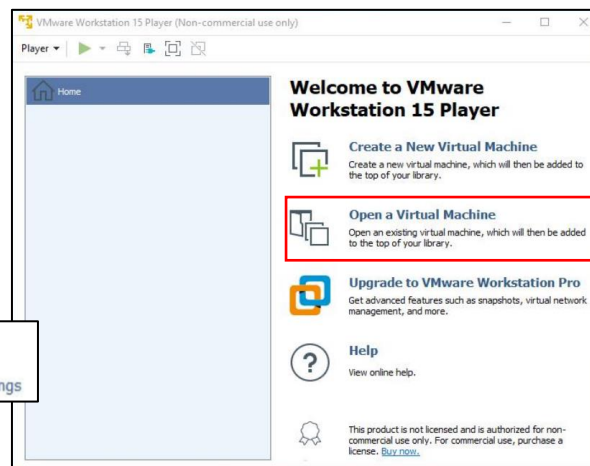 VMware Workstation 15 Player (Non-commercial use only)
Player
Home
Welcome to VMware
Workstation 15 Player
Create a New Virtual Machine
Create a new virtual machine, which will then be added to
the top of your library.
Open a Virtual Machine
Open an existing virtual machine, which will then be added
to the top of your library.
Upgrade to VMware Workstation Pro
Get advanced features such as snapshots, virtual network
management, and more.
Help
View online help.
This product is not licensed and is authorized for non-
commercial use only. For commercial use, purchase a
license. Buy now.